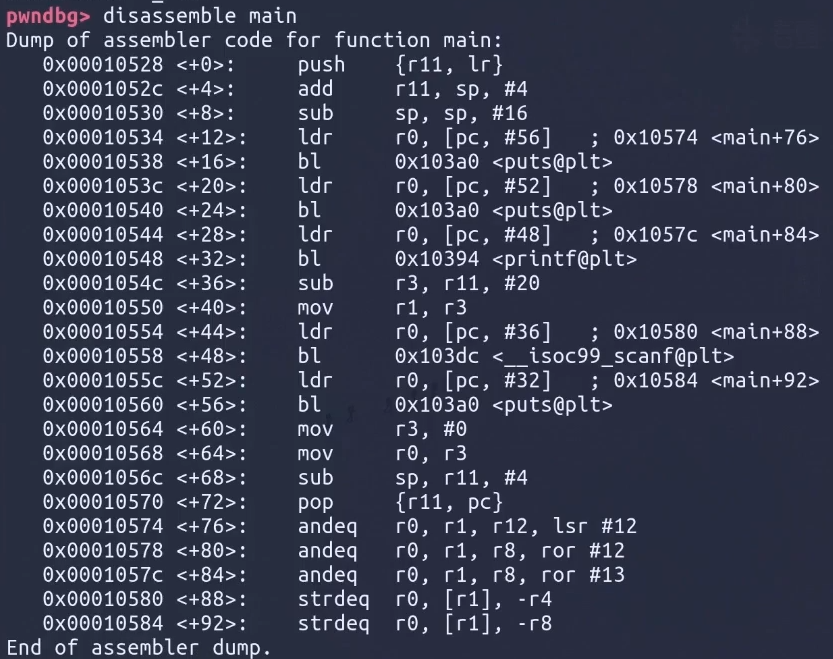 pwndbg> disassemble main
Dump of assembler code for function main:
0x00010528 <+0>: push {r11, lr}
0x0001052c <+4>: add r11, sp, #4
0x00010530 <+8>: sub sp, sp, #16
0x00010534 <+12>: ldr r0, [pc, #56] ; 0x10574 <main+76>
0x00010538 <+16>: bl 0x103a0 <puts@plt>
0x0001053c <+20>: ldr r0, [pc, #52] ; 0x10578 <main+80>
0x00010540 <+24>: bl 0x103a0 <puts@plt>
0x00010544 <+28>: ldr r0, [pc, #48] ; 0x1057c <main+84>
0x00010548 <+32>: bl 0x10394 <printf@plt>
0x0001054c <+36>: sub r3, r11, #20
0x00010550 <+40>: mov r1, r3
0x00010554 <+44>: ldr r0, [pc, #36] ; 0x10580 <main+88>
0x00010558 <+48>: bl 0x103dc <__isoc99_scanf@plt>
0x0001055c <+52>: ldr r0, [pc, #32] ; 0x10584 <main+92>
0x00010560 <+56>: bl 0x103a0 <puts@plt>
0x00010564 <+60>: mov r3, #0
0x00010568 <+64>: mov r0, r3
0x0001056c <+68>: sub sp, r11, #4
0x00010570 <+72>: pop {r11, pc}
0x00010574 <+76>: andeq r0, r1, r12, lsr #12
0x00010578 <+80>: andeq r0, r1, r8, ror #12
0x0001057c <+84>: andeq r0, r1, r8, ror #13
0x00010580 <+88>: strdeq r0, [r1], -r4
0x00010584 <+92>: strdeq r0, [r1], -r8
End of assembler dump.